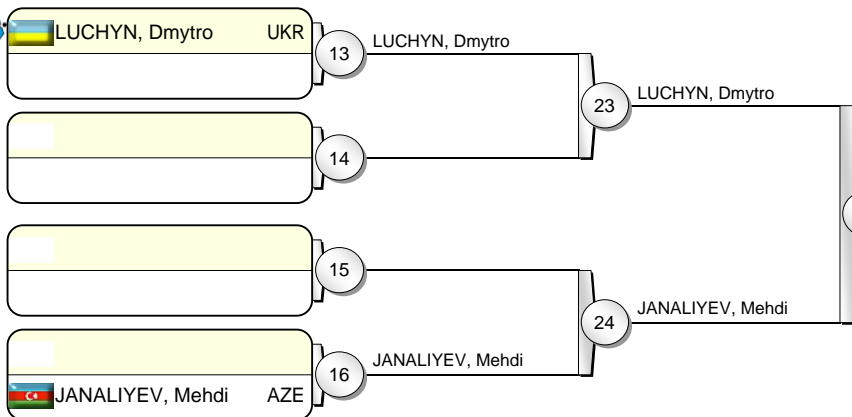 LUCHYN, Dmytro UKR
13
LUCHYN, Dmytro
23
LUCHYN, Dmytro
14
15
24
JANALIYEV, Mehdi
16
JANALIYEV, Mehdi
JANALIYEV, Mehdi AZE